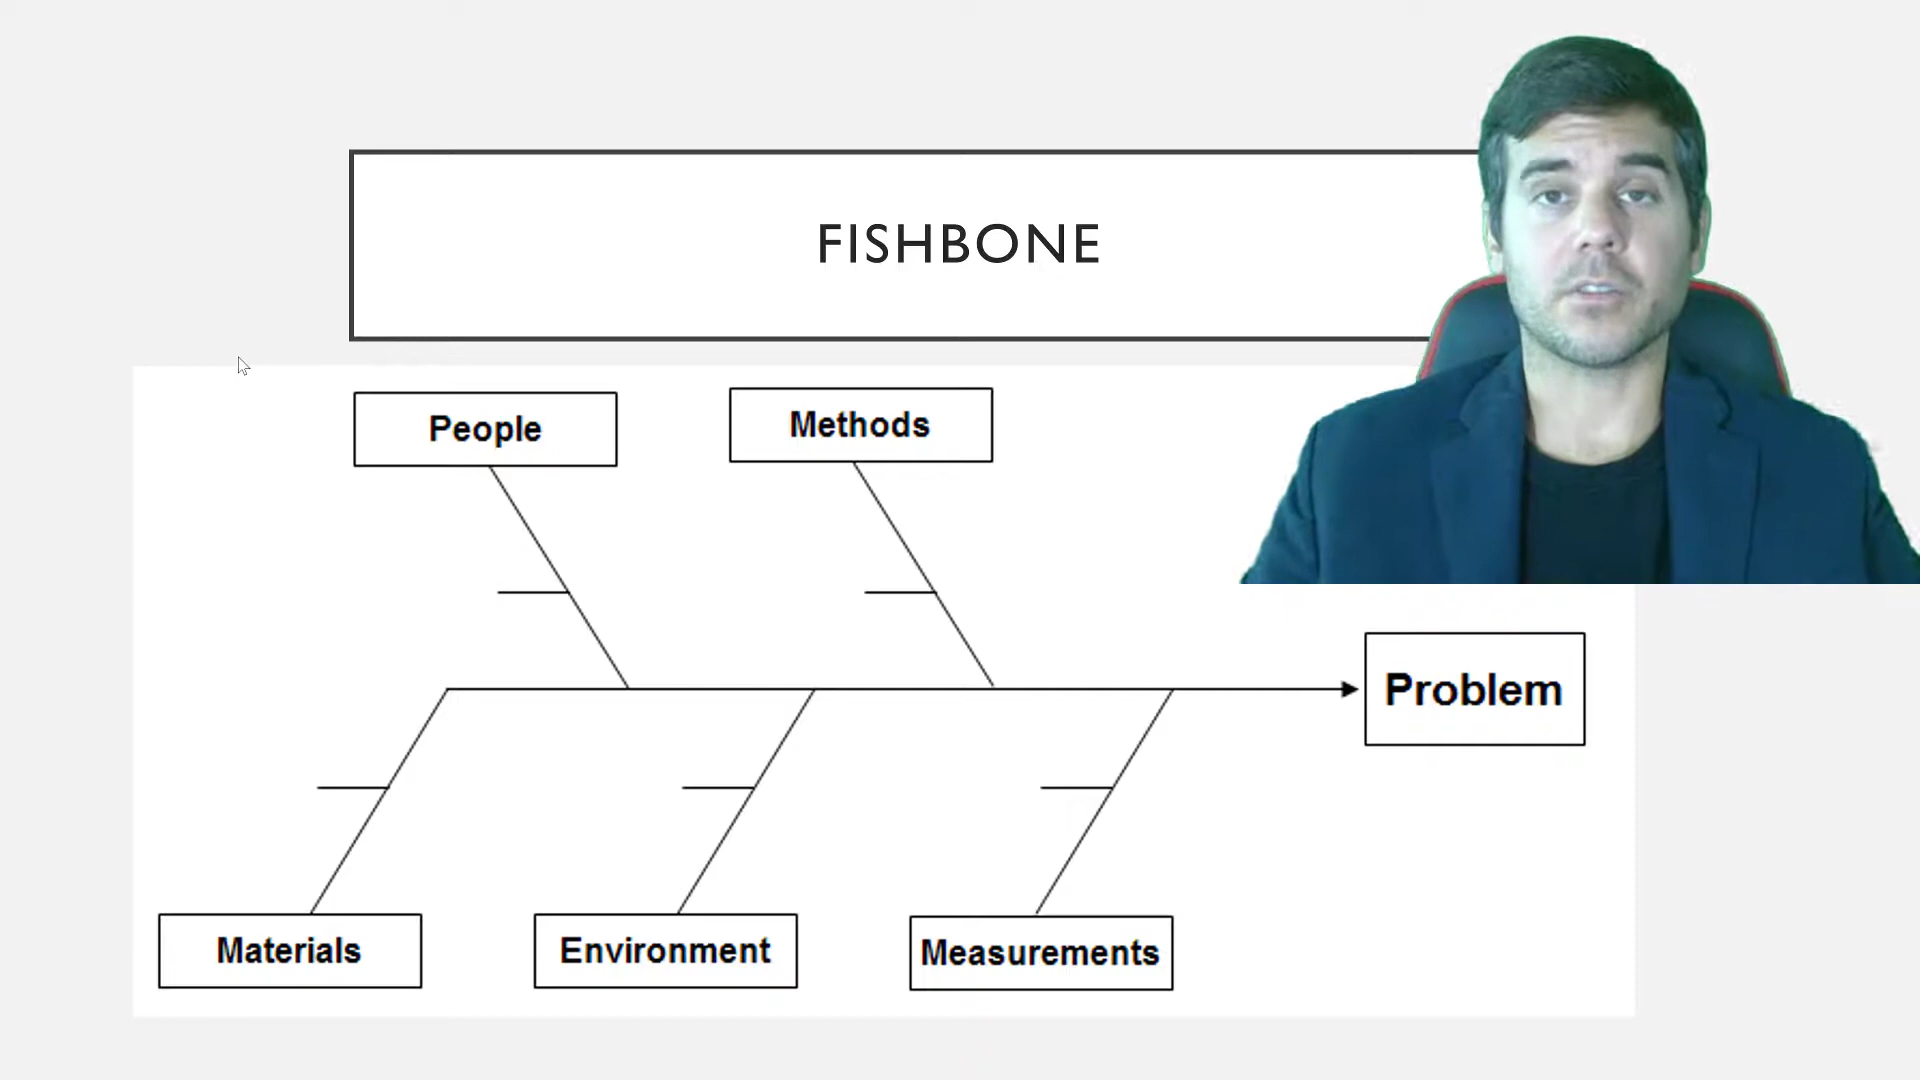 FISHBONE
People
Methods
Problem
Materials
Environment
Measurements